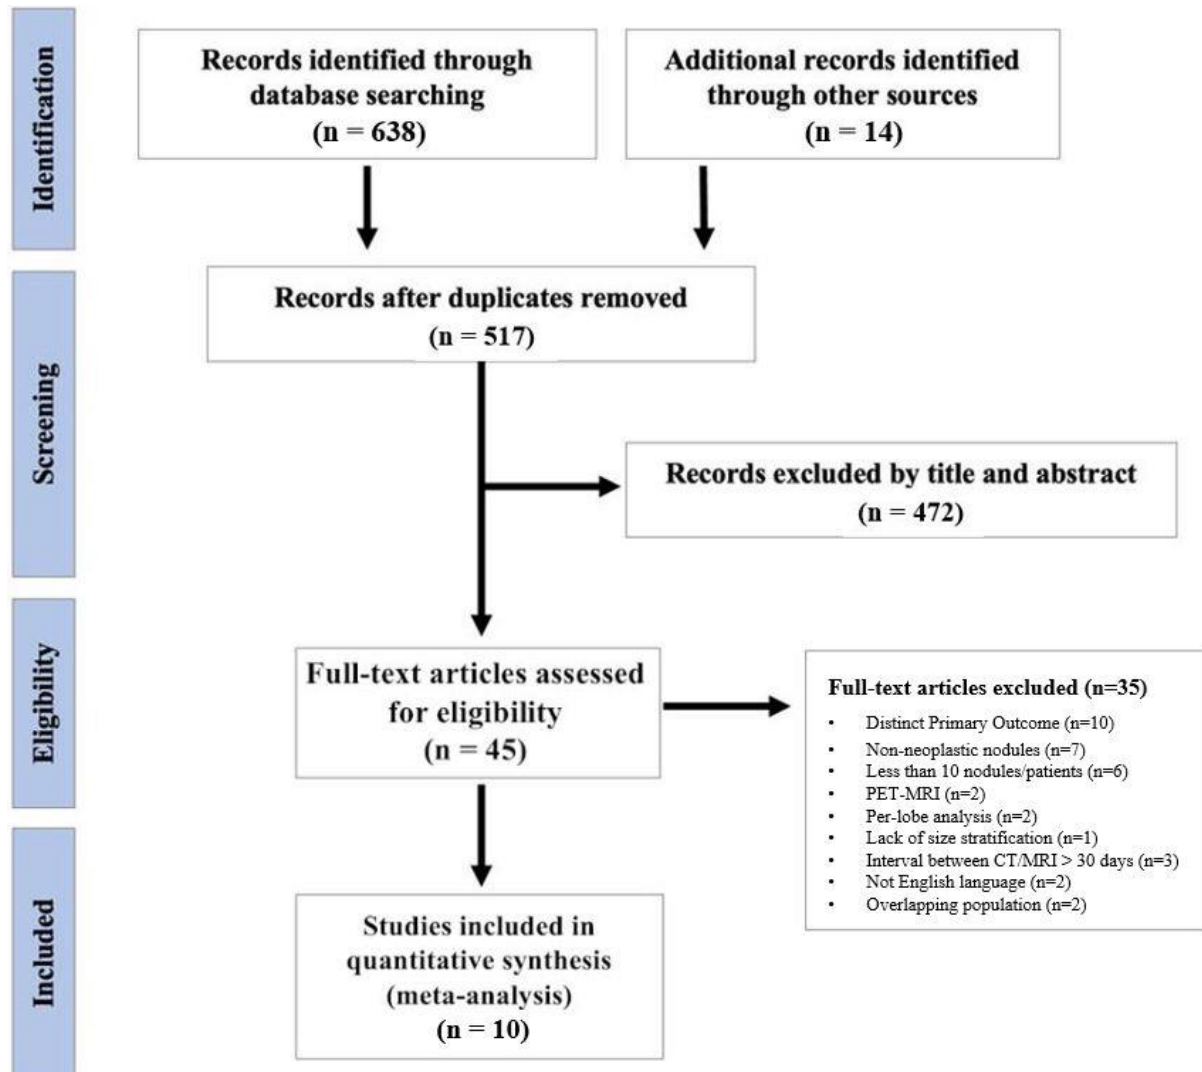 Identification
Records identified through
database searching
(n = 638)
Additional records identified
through other sources
(n = 14)
Screening
Records after duplicates removed
(n = 517)
Records excluded by title and abstract
(n = 472)
Eligibility
Full-text articles assessed
for eligibility
(n = 45)
Full-text articles excluded (n=35)
• Distinct Primary Outcome (n=10)
• Non-neoplastic nodules (n=7)
• Less than 10 nodules/patients (n=6)
• PET-MRI (n=2)
• Per-lobe analysis (n=2)
• Lack of size stratification (n=1)
• Interval between CT/MRI > 30 days (n=3)
• Not English language (n=2)
• Overlapping population (n=2)
Included
Studies included in
quantitative synthesis
(meta-analysis)
(n = 10)